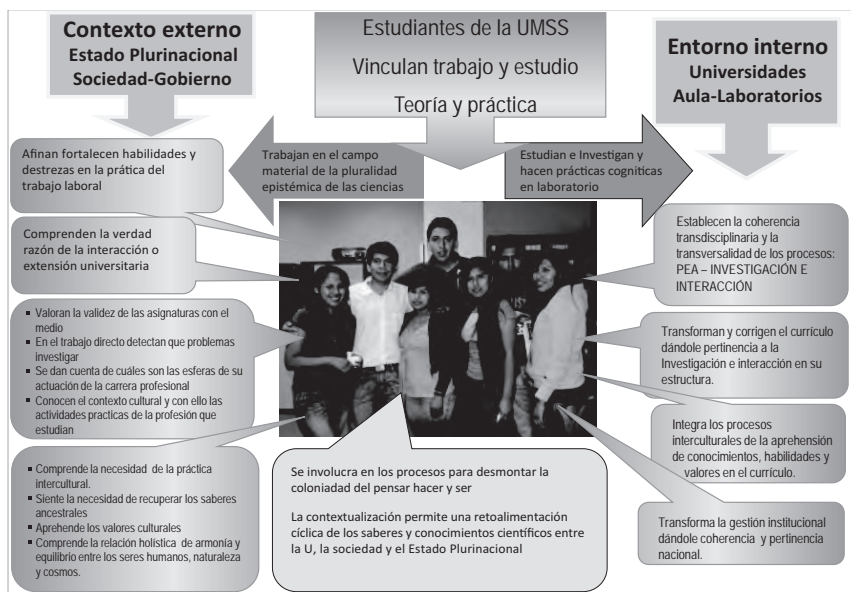 Contexto externo
Estado Plurinacional
Sociedad-Gobierno
Estudiantes de la UMSS
Vinculan trabajo y estudio
Teoría y práctica
Entorno interno
Universidades
Aula-Laboratorios
Afinan fortalecen habilidades y
destrezas en la prática del
trabajo laboral
Trabajan en el campo
material de la pluralidad
epistémica de las ciencias
Estudian e Investigan y
hacen prácticas cogniticas
en laboratorio
Comprenden la verdad
razón de la interacción o
extensión universitaria
▪ Valoran la validez de las asignaturas con el
medio
▪ En el trabajo directo detectan que problemas
investigar
▪ Se dan cuenta de cuáles son las esferas de su
actuación de la carrera profesional
▪ Conocen el contexto cultural y con ello las
actividades practicas de la profesión que
estudian
▪ Comprende la necesidad de la práctica
intercultural.
▪ Siente la necesidad de recuperar los saberes
ancestrales
▪ Aprehende los valores culturales
▪ Comprende la relación holística de armonía y
equilibrio entre los seres humanos, naturaleza
y cosmos.
Se involucra en los procesos para desmontar la
coloniadad del pensar hacer y ser
La contextualización permite una retoalimentación
cíclica de los saberes y conocimientos científicos entre
la U, la sociedad y el Estado Plurinacional
Establecen la coherencia
transdisciplinaria y la
transversalidad de los procesos:
PEA – INVESTIGACIÓN E
INTERACCIÓN
Transforman y corrigen el currículo
dándole pertinencia a la
Investigación e interacción en su
estructura.
Integra los procesos
interculturales de la aprehensión
de conocimientos, habilidades y
valores en el currículo.
Transforma la gestión institucional
dándole coherencia y pertinencia
nacional.